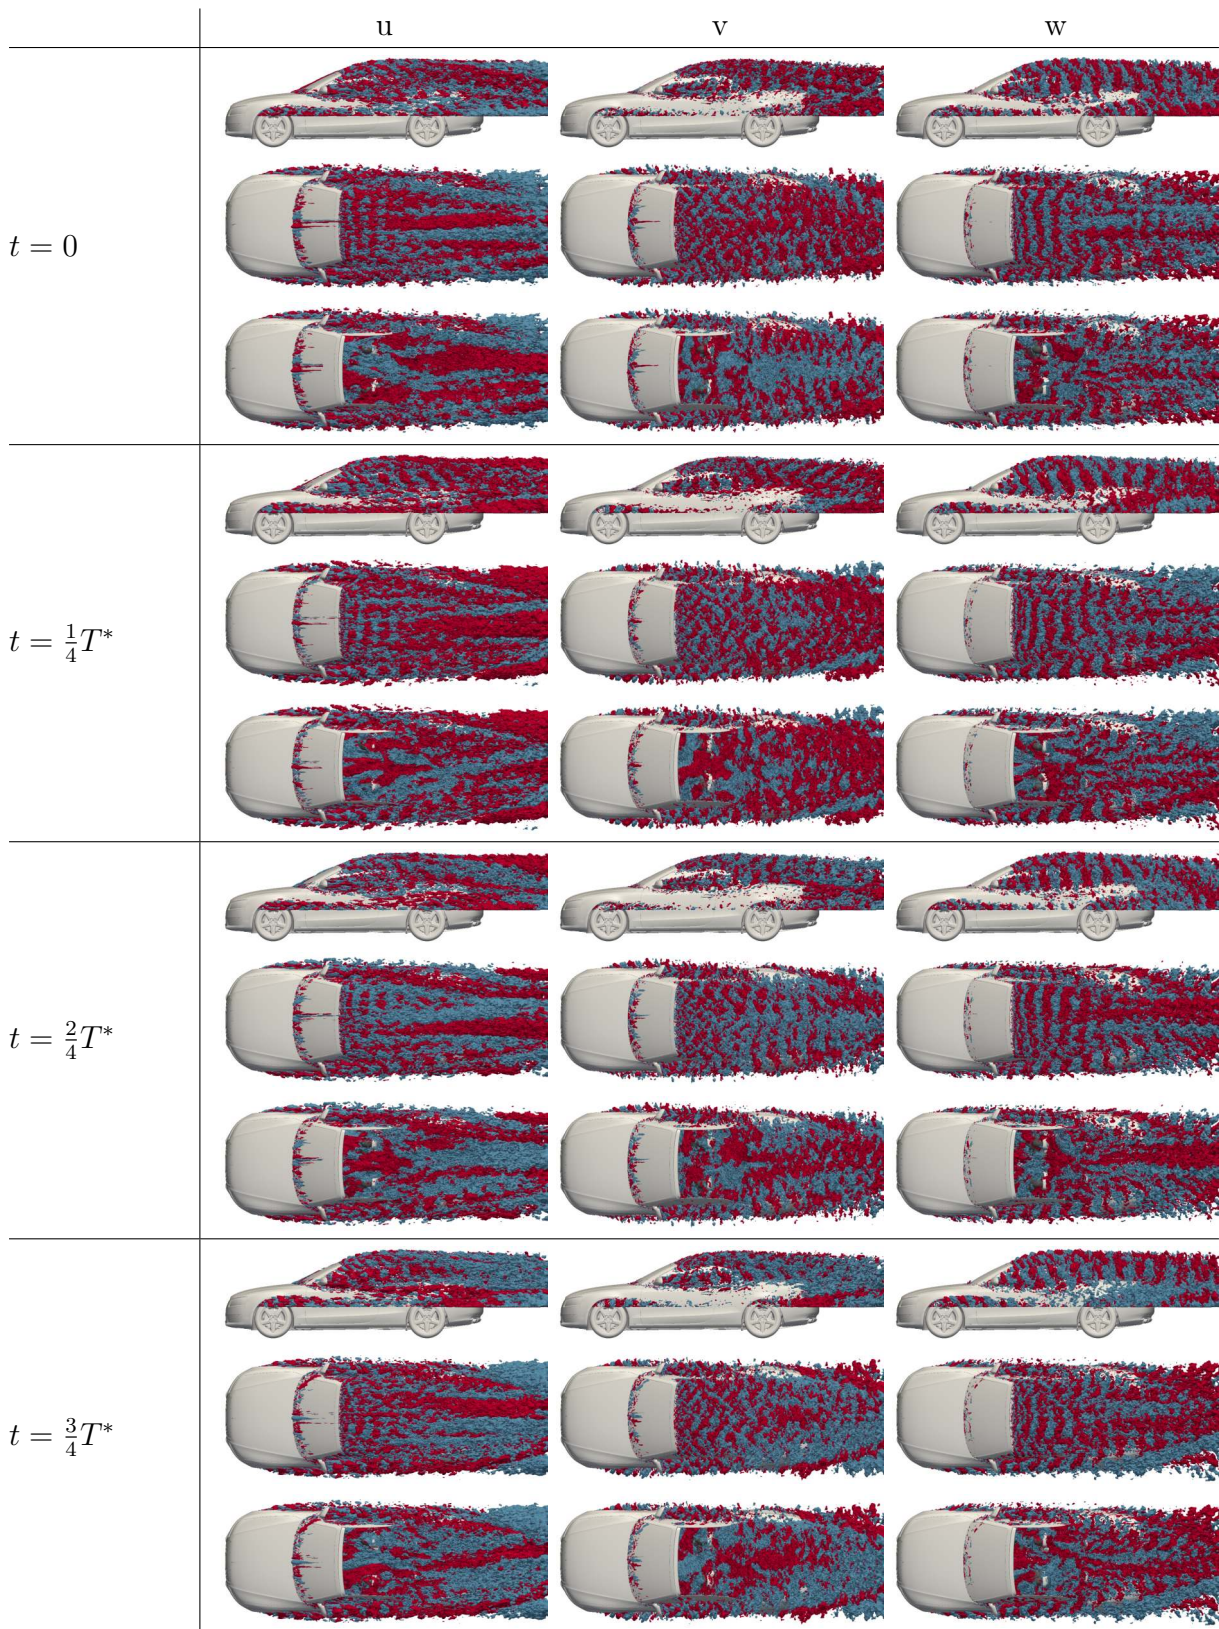 u v w
t = 0
t = 1/4 T*
t = 2/4 T*
t = 3/4 T*